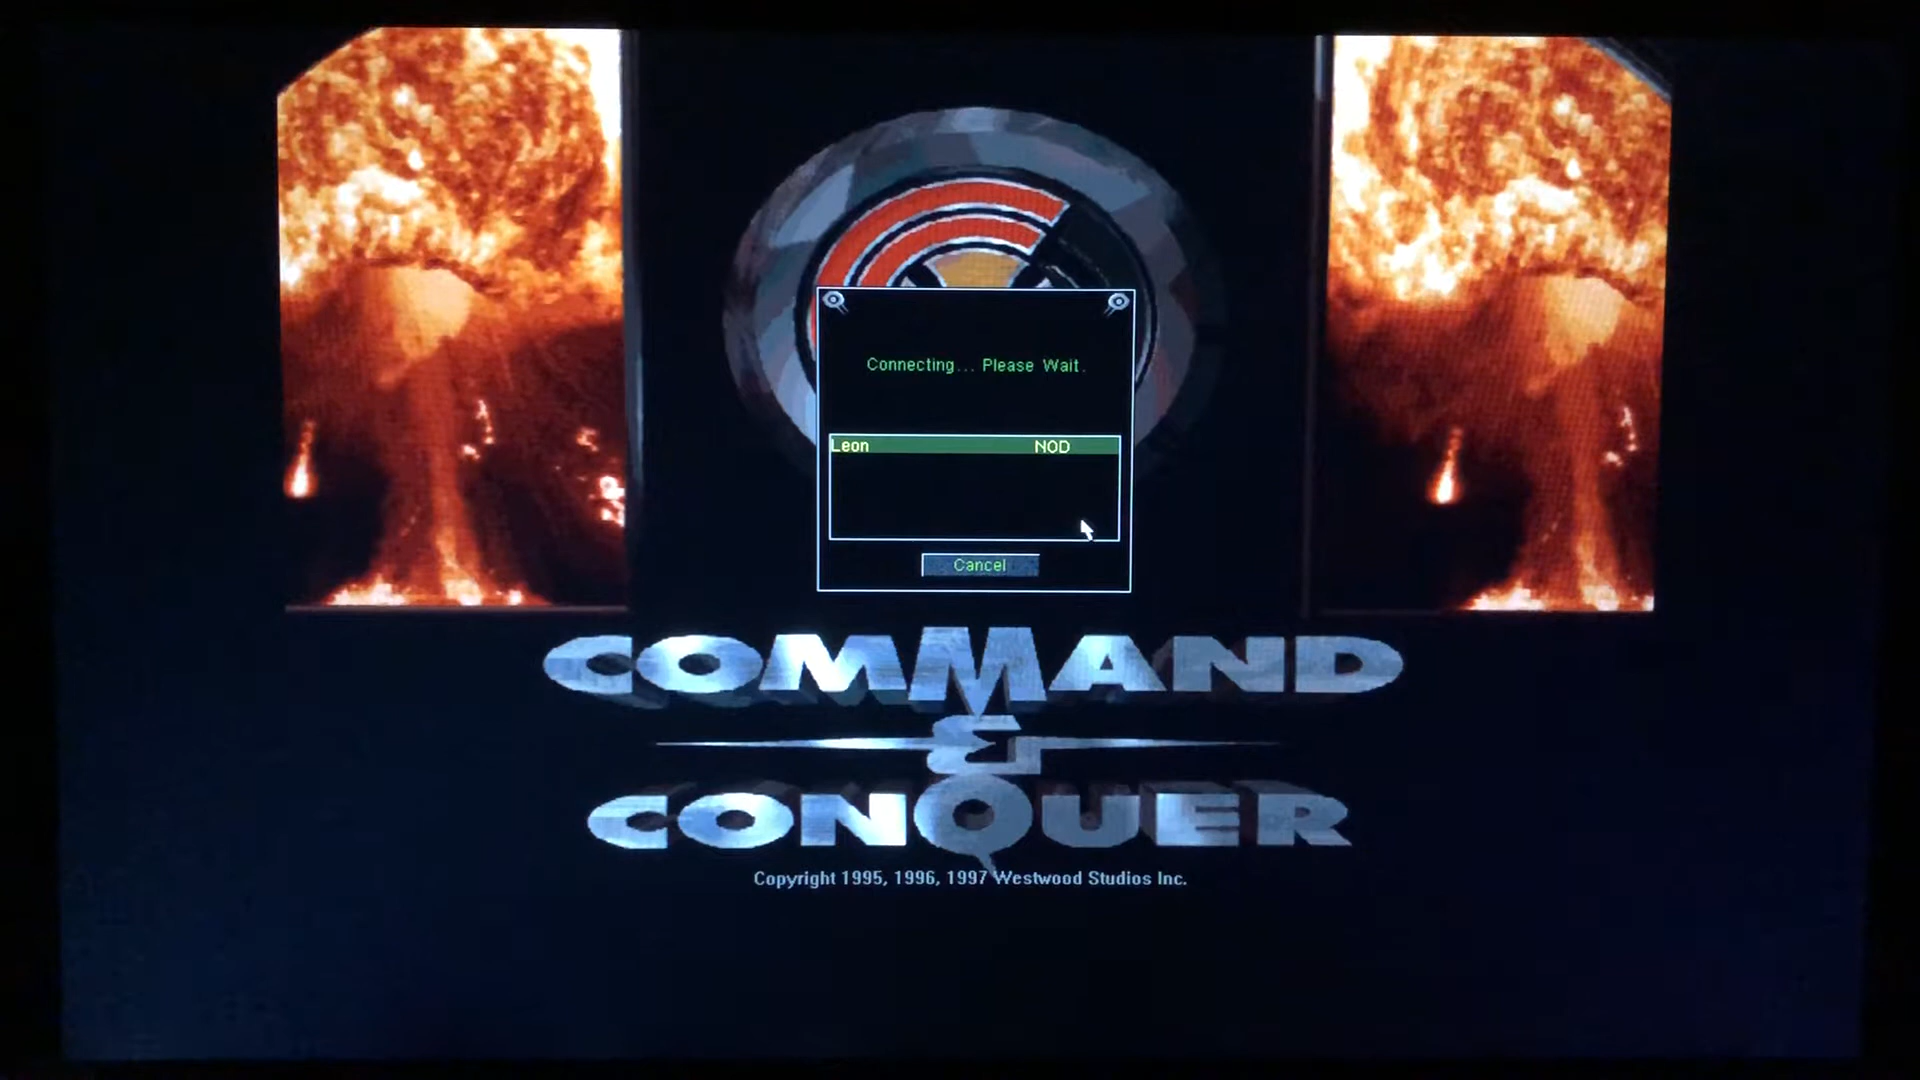 Connecting... Please Wait.
Leon NOD
Cancel
COMMAND
&
CONQUER
Copyright 1995, 1996, 1997 Westwood Studios Inc.